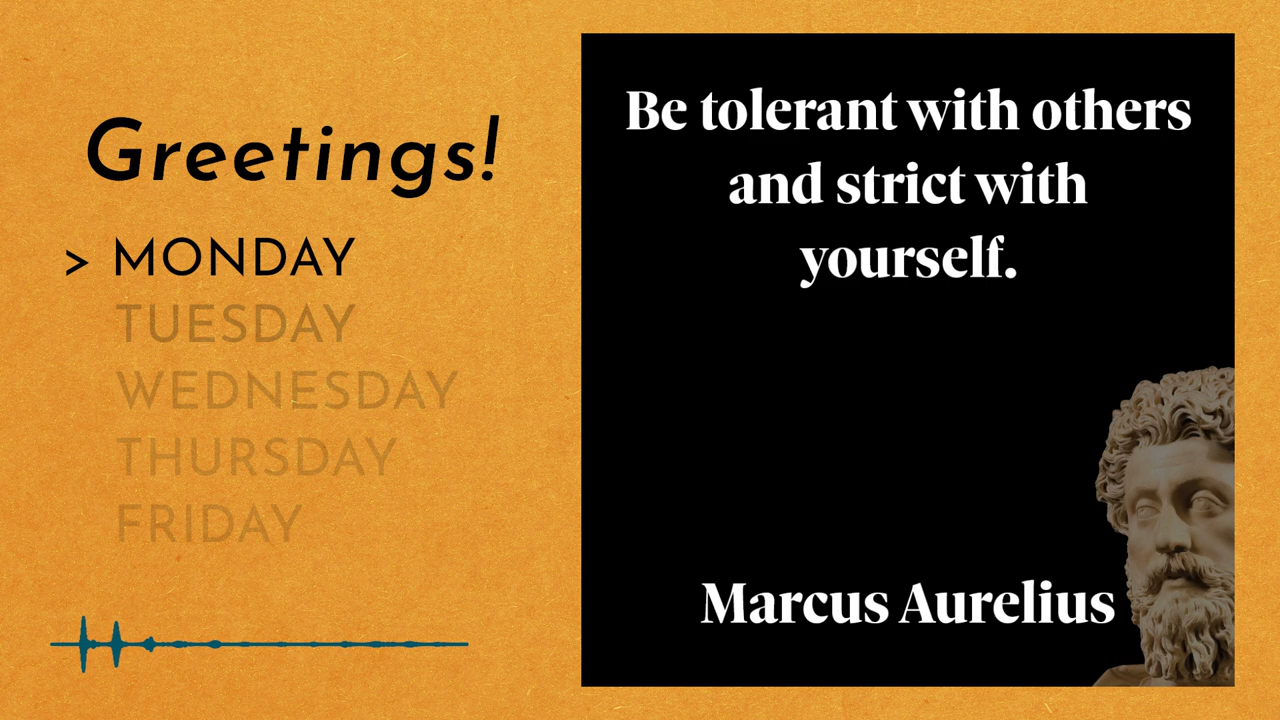 Greetings!
> MONDAY
TUESDAY
WEDNESDAY
THURSDAY
FRIDAY
Be tolerant with others
and strict with
yourself.
Marcus Aurelius